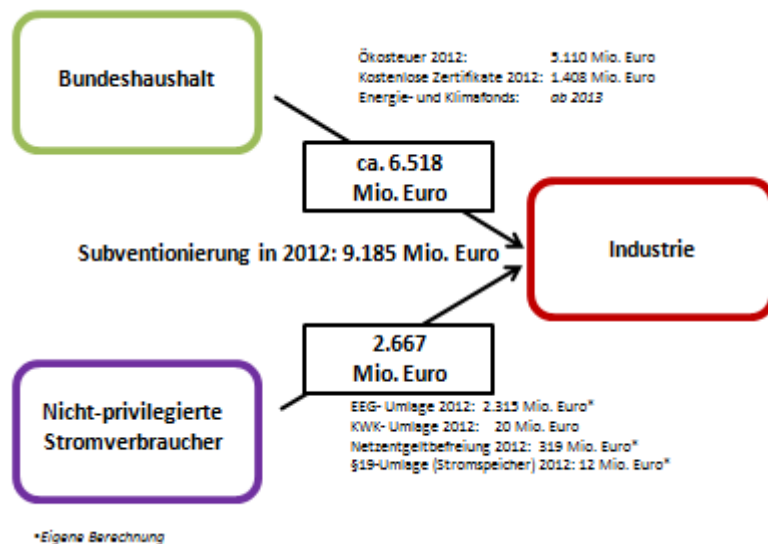 Bundeshaushalt
Ökosteuer 2012: 5.110 Mio. Euro
Kostenlose Zertifikate 2012: 1.408 Mio. Euro
Energie- und Klimafonds: ab 2013
ca. 6.518
Mio. Euro
Industrie
Subventionierung in 2012: 9.185 Mio. Euro
2.667
Mio. Euro
Nicht-privilegierte
Stromverbraucher
EEG- Umlage 2012: 2.315 Mio. Euro*
KWK- Umlage 2012: 20 Mio. Euro
Netzentgeltbefreiung 2012: 319 Mio. Euro*
§19-Umlage (Stromspeicher) 2012: 12 Mio. Euro*
*Eigene Berechnung